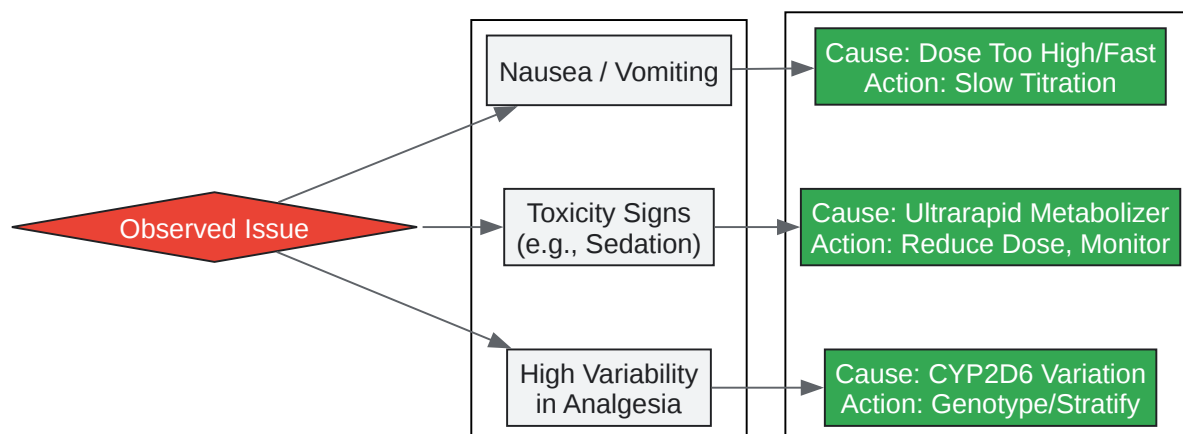 Observed Issue
Nausea / Vomiting
Toxicity Signs
(e.g., Sedation)
High Variability
in Analgesia
Cause: Dose Too High/Fast
Action: Slow Titration
Cause: Ultrarapid Metabolizer
Action: Reduce Dose, Monitor
Cause: CYP2D6 Variation
Action: Genotype/Stratify